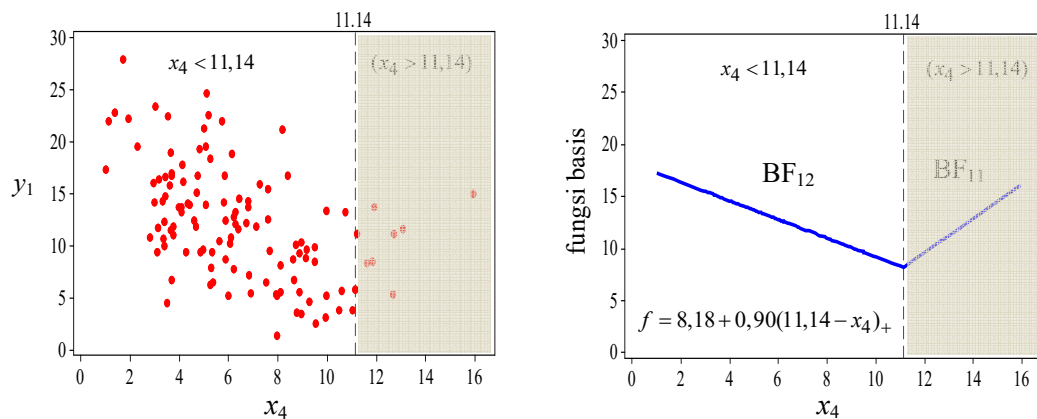 11.14
30
25
20
15
10
5
0
y₁
x₄ < 11,14
(x₄ > 11,14)
0 2 4 6 8 10 12 14 16
x₄
11.14
30
25
20
15
10
5
0
fungsi basis
x₄ < 11,14
(x₄ > 11,14)
BF₁₂
BF₁₁
f = 8,18 + 0,90(11,14 − x₄)₊
0 2 4 6 8 10 12 14 16
x₄